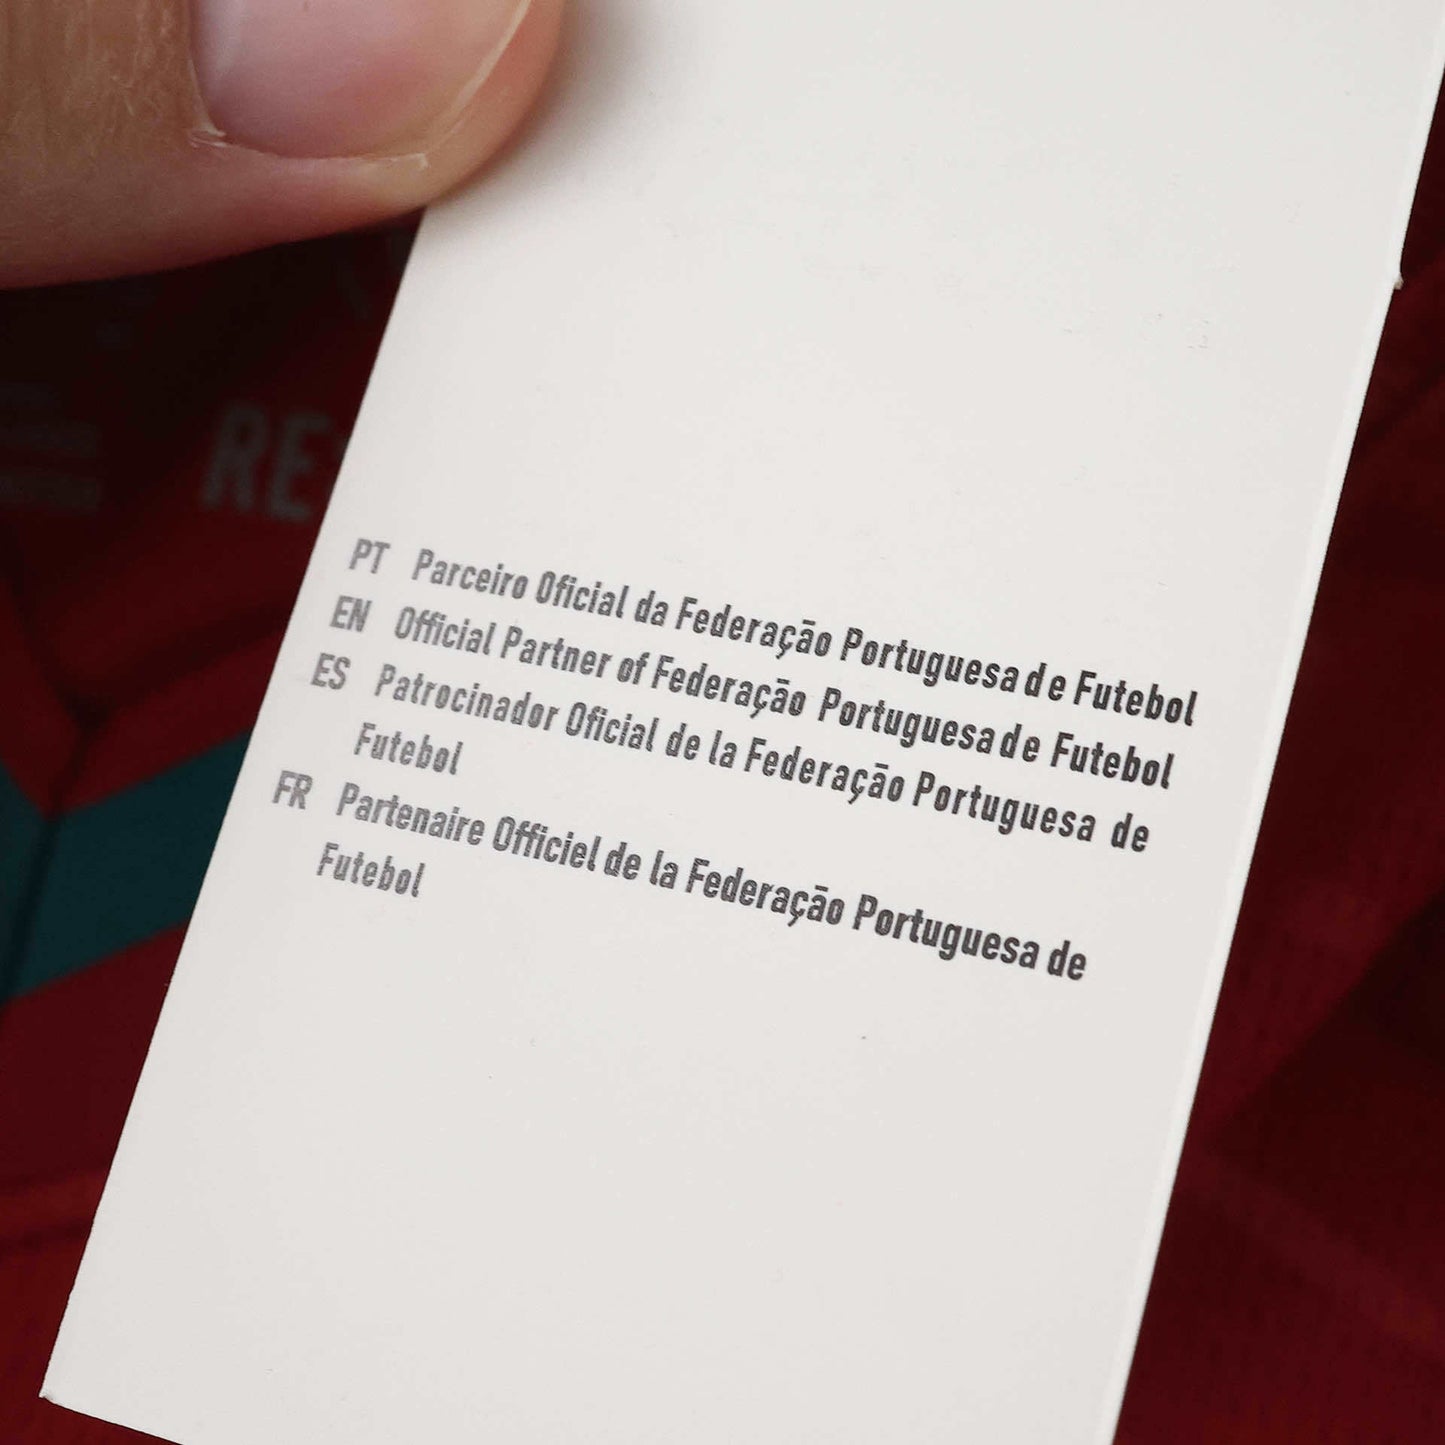 RE
PT Parceiro Oficial da Federação Portuguesa de Futebol
EN Official Partner of Federação Portuguesa de Futebol
ES Patrocinador Oficial de la Federação Portuguesa de
Futebol
FR Partenaire Officiel de la Federação Portuguesa de
Futebol